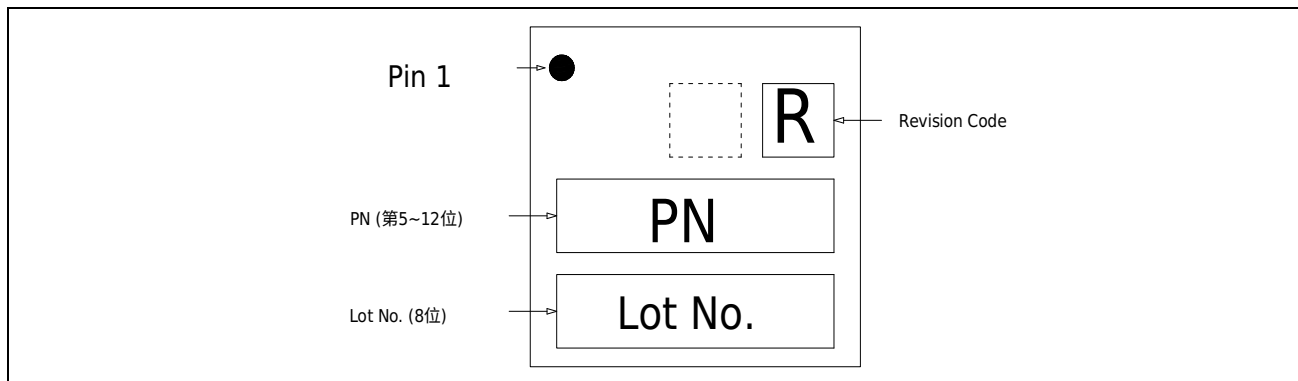 Pin 1
R
Revision Code
PN (第5~12位)
PN
Lot No. (8位)
Lot No.